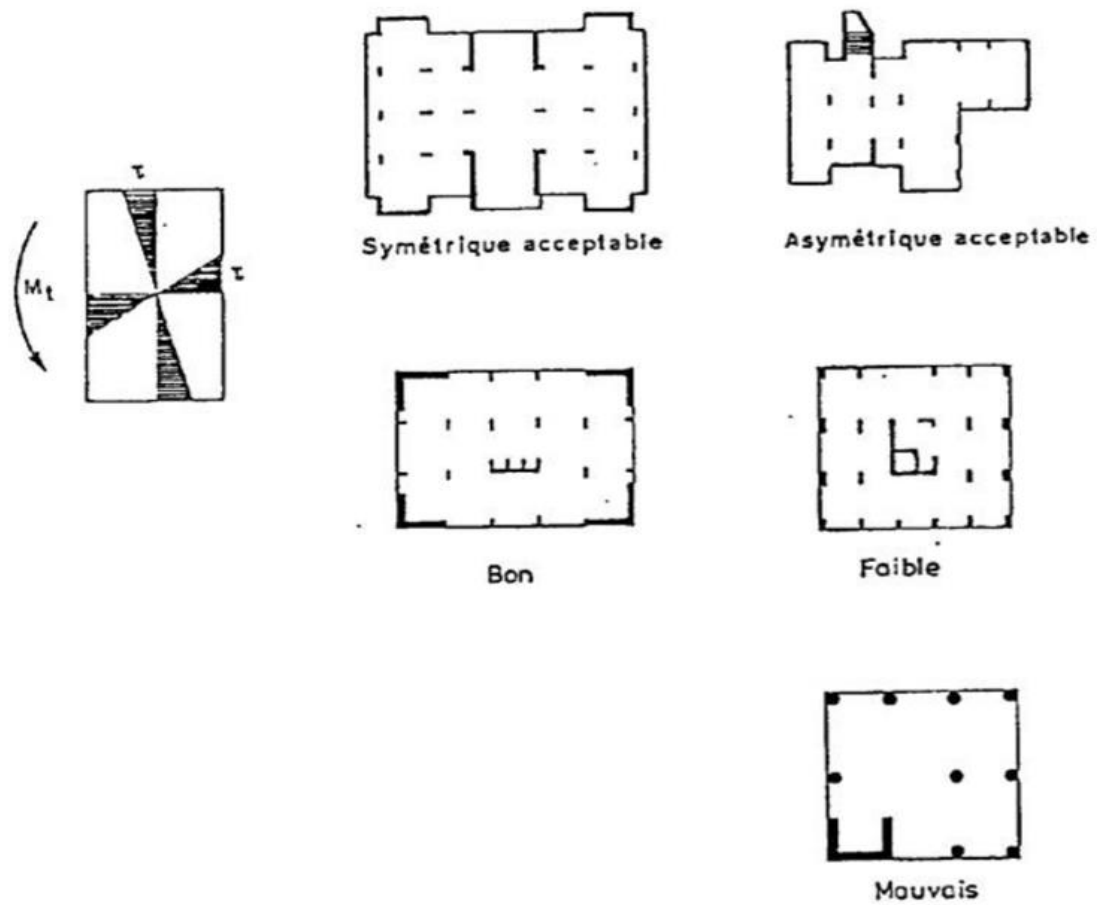 Symétrique acceptable
Asymétrique acceptable
τ
τ
Mt
Bon
Faible
Mauvais